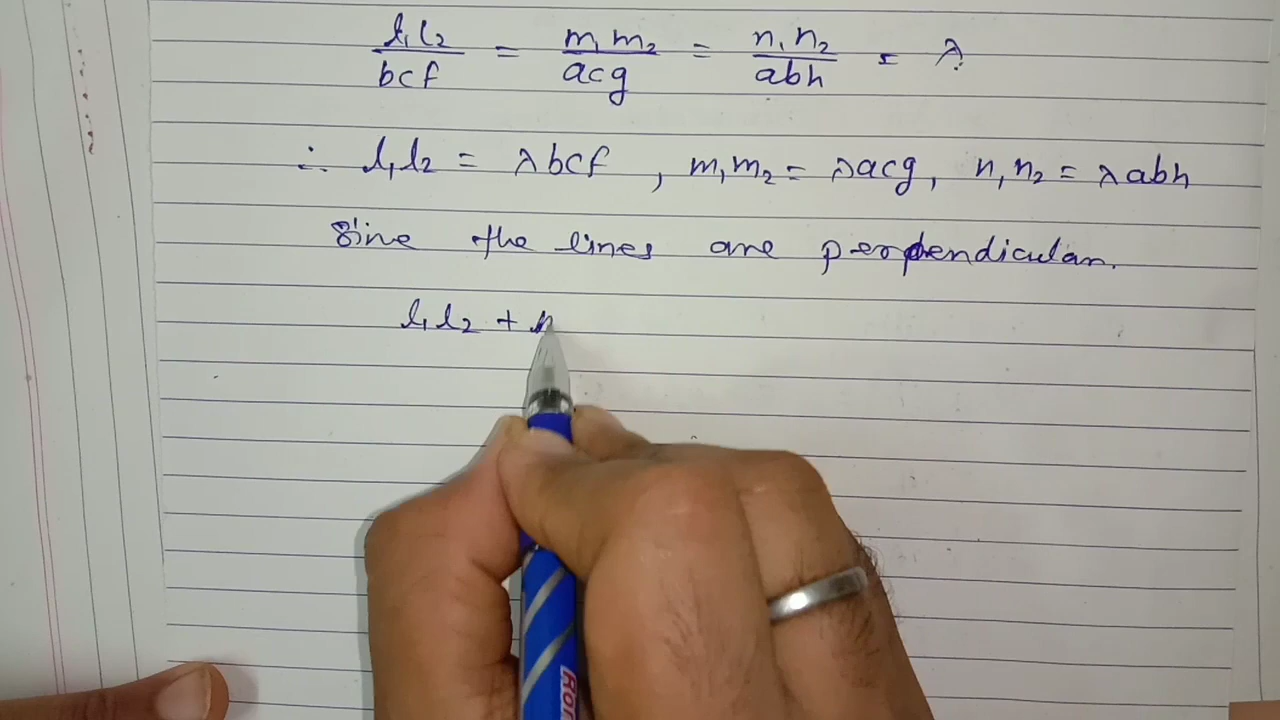 l₁l₂/bcf = m₁m₂/acg = n₁n₂/abh = λ
∴ l₁l₂ = λbcf , m₁m₂ = λacg, n₁n₂ = λabh
Sine the lines are perpendicular.
l₁l₂ +